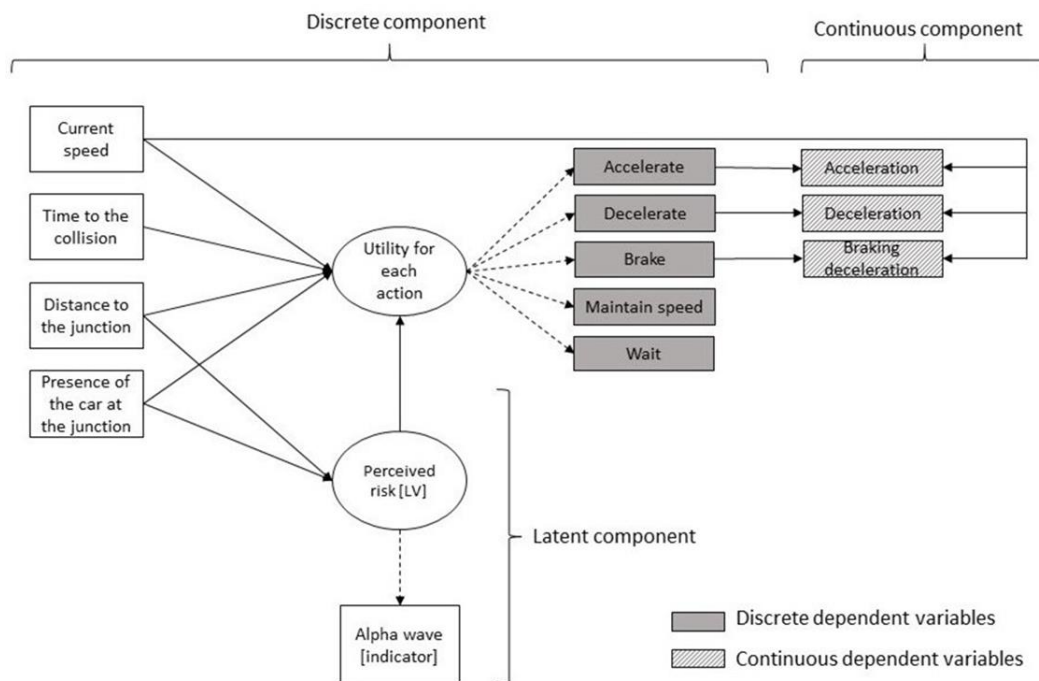 Discrete component
Continuous component
Current
speed
Time to the
collision
Distance to
the junction
Presence of
the car at
the junction
Utility for
each
action
Accelerate
Decelerate
Brake
Maintain speed
Wait
Acceleration
Deceleration
Braking
deceleration
Perceived
risk [LV]
Latent component
Alpha wave
[indicator]
Discrete dependent variables
Continuous dependent variables